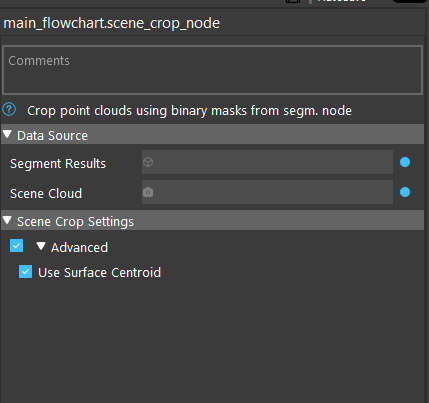 main_flowchart.scene_crop_node
Comments
Crop point clouds using binary masks from segm. node
Data Source
Segment Results
Scene Cloud
Scene Crop Settings
Advanced
Use Surface Centroid